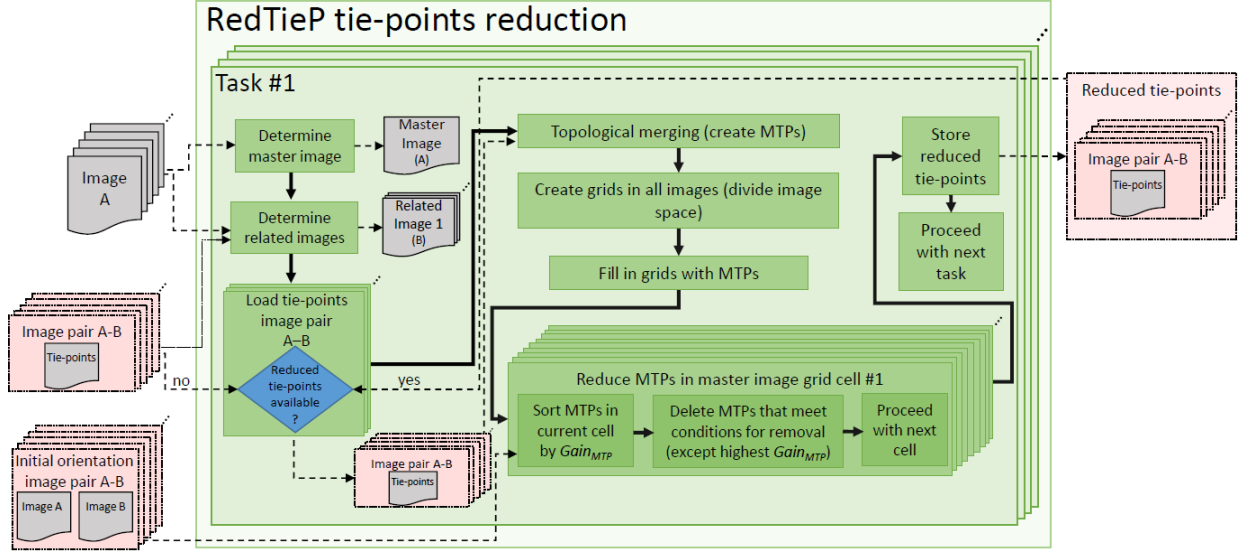 RedTieP tie-points reduction
Task #1
Image
A
Determine
master image
Master
Image
(A)
Determine
related images
Related
Image 1
(B)
Load tie-points
image pair
A–B
Reduced
tie-points
available
?
no
yes
Image pair A-B
Tie-points
Initial orientation
image pair A-B
Image A
Image B
Image pair A-B
Tie-points
Topological merging (create MTPs)
Create grids in all images (divide image
space)
Fill in grids with MTPs
Reduce MTPs in master image grid cell #1
Sort MTPs in
current cell
by Gain_MTP
Delete MTPs that meet
conditions for removal
(except highest Gain_MTP)
Proceed
with next
cell
Store
reduced
tie-points
Proceed
with next
task
Reduced tie-points
Image pair A-B
Tie-points